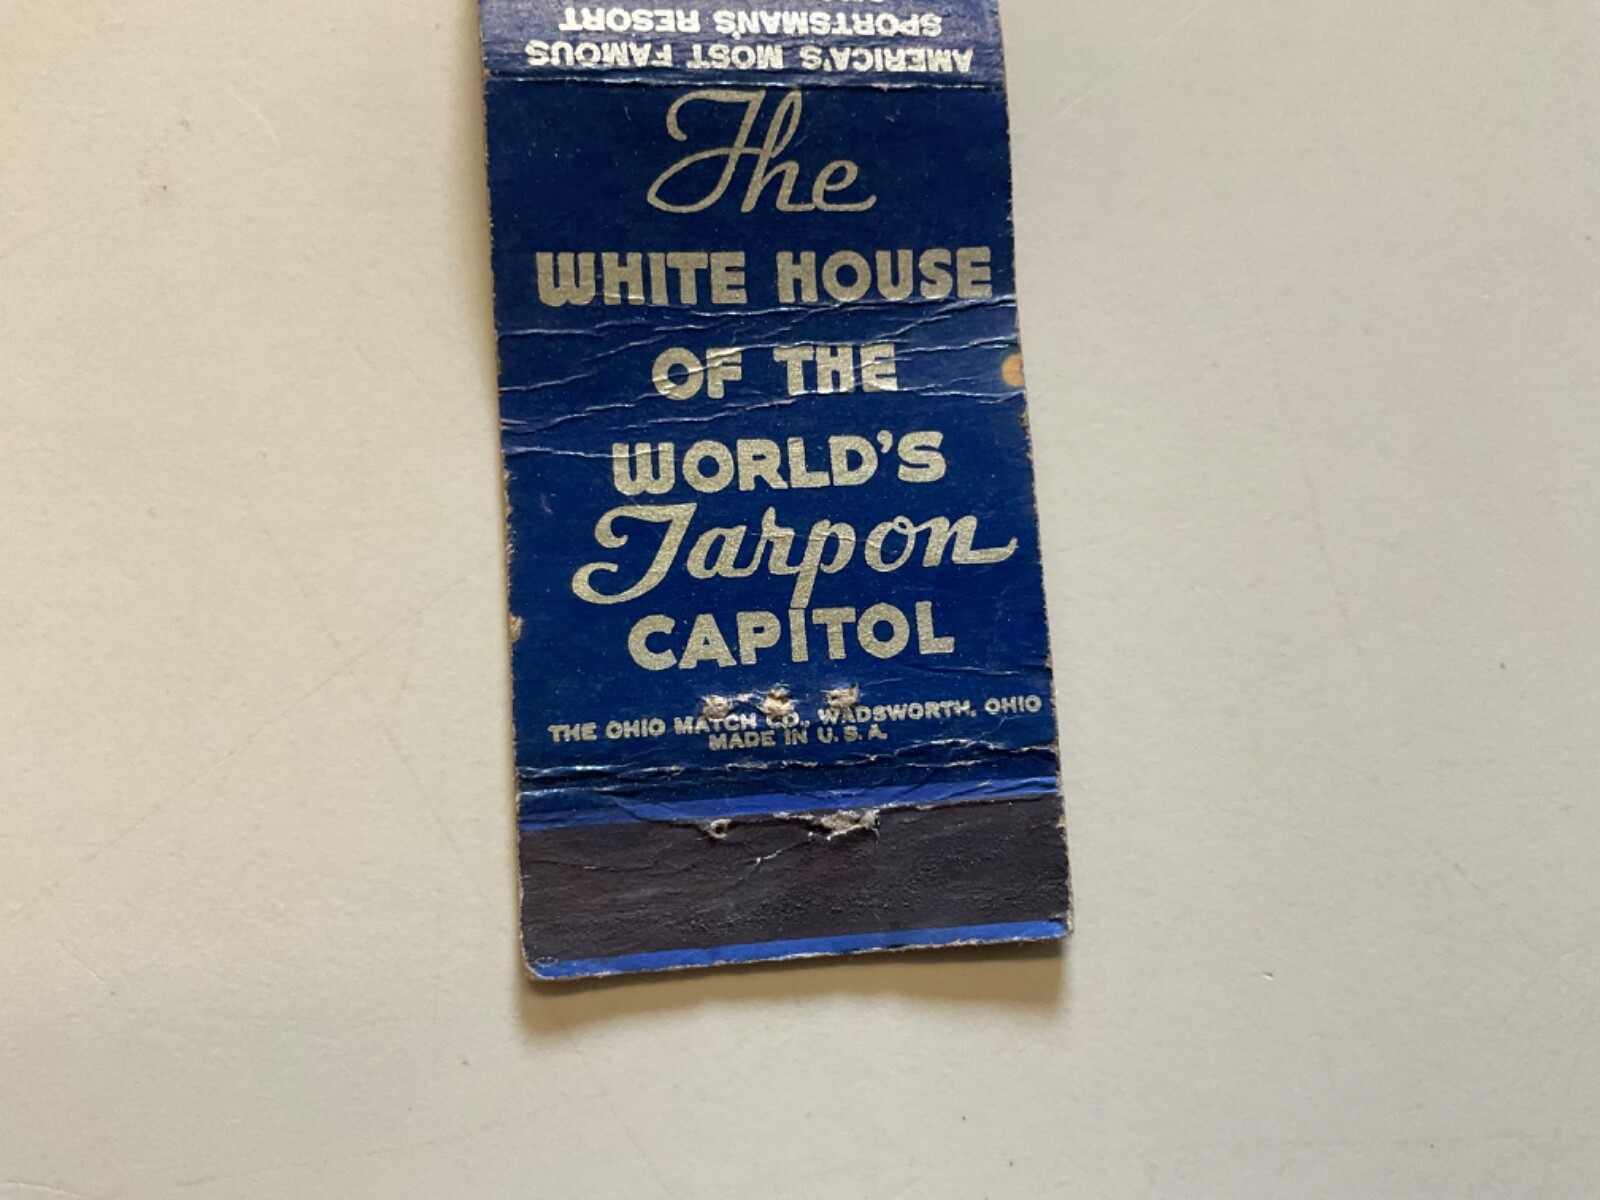 AMERICA'S MOST FAMOUS
SPORTSMAN'S RESORT
The
WHITE HOUSE
OF THE
WORLD'S
Tarpon
CAPITOL
THE OHIO MATCH CO., WADSWORTH, OHIO
MADE IN U.S.A.